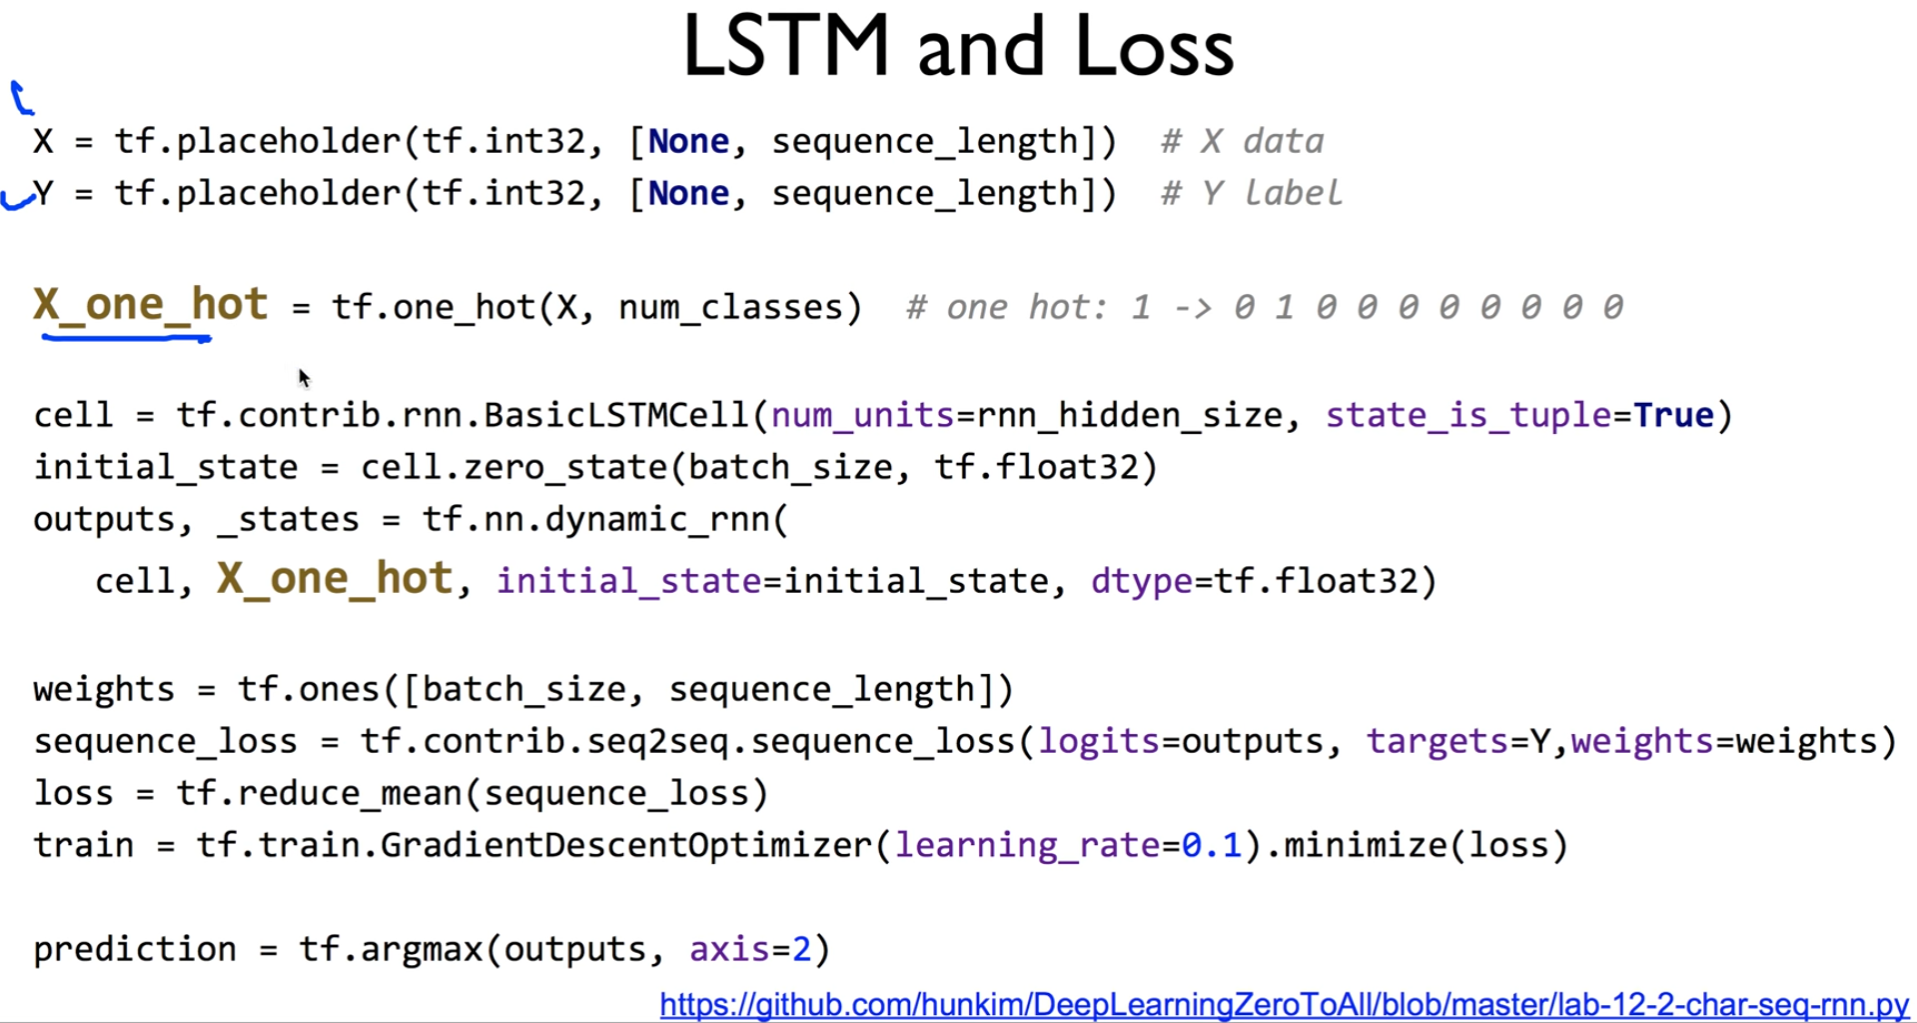 LSTM and Loss
X = tf.placeholder(tf.int32, [None, sequence_length])  # X data
Y = tf.placeholder(tf.int32, [None, sequence_length])  # Y label
X_one_hot = tf.one_hot(X, num_classes)  # one hot: 1 -> 0 1 0 0 0 0 0 0 0 0
cell = tf.contrib.rnn.BasicLSTMCell(num_units=rnn_hidden_size, state_is_tuple=True)
initial_state = cell.zero_state(batch_size, tf.float32)
outputs, _states = tf.nn.dynamic_rnn(
cell, X_one_hot, initial_state=initial_state, dtype=tf.float32)
weights = tf.ones([batch_size, sequence_length])
sequence_loss = tf.contrib.seq2seq.sequence_loss(logits=outputs, targets=Y,weights=weights)
loss = tf.reduce_mean(sequence_loss)
train = tf.train.GradientDescentOptimizer(learning_rate=0.1).minimize(loss)
prediction = tf.argmax(outputs, axis=2)
https://github.com/hunkim/DeepLearningZeroToAll/blob/master/lab-12-2-char-seq-rnn.py